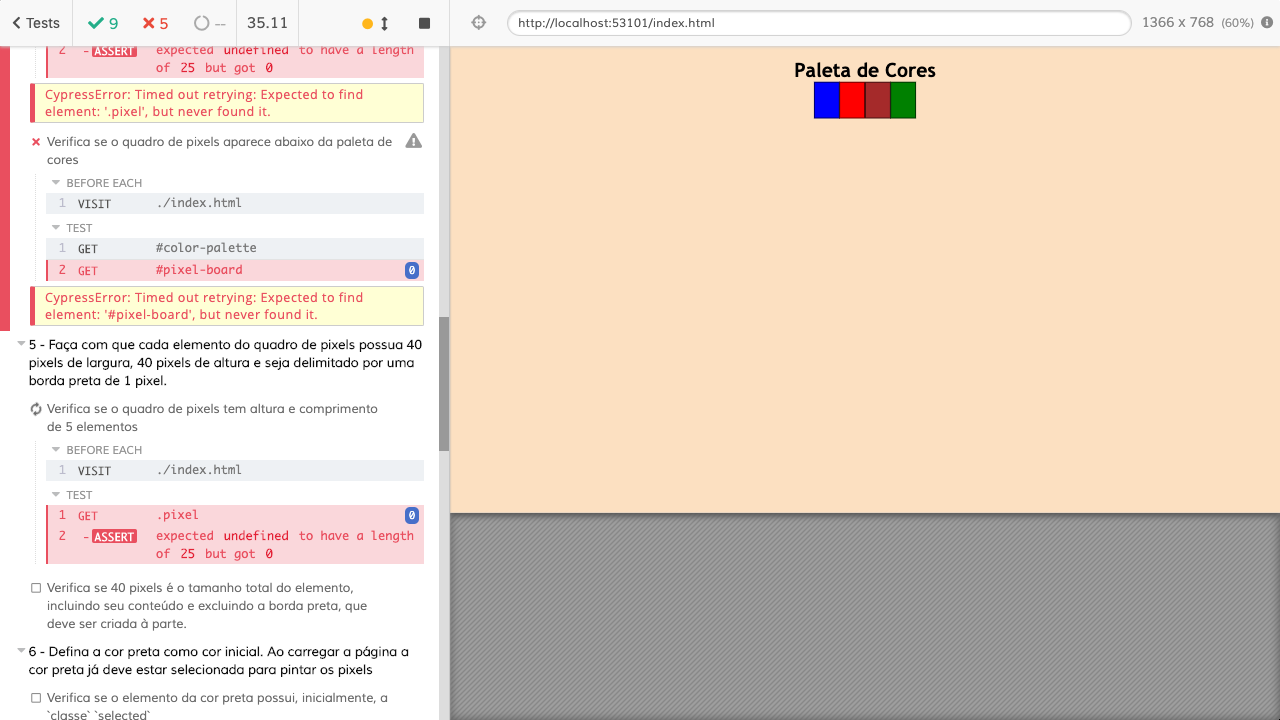 Tests
9
5
--
35.11
http://localhost:53101/index.html
1366 x 768 (60%)
2 -ASSERT expected undefined to have a length
of 25 but got 0
CypressError: Timed out retrying: Expected to find
element: '.pixel', but never found it.
Verifica se o quadro de pixels aparece abaixo da paleta de
cores
BEFORE EACH
1 VISIT ./index.html
TEST
1 GET #color-palette
2 GET #pixel-board 0
CypressError: Timed out retrying: Expected to find
element: '#pixel-board', but never found it.
5 - Faça com que cada elemento do quadro de pixels possua 40
pixels de largura, 40 pixels de altura e seja delimitado por uma
borda preta de 1 pixel.
Verifica se o quadro de pixels tem altura e comprimento
de 5 elementos
BEFORE EACH
1 VISIT ./index.html
TEST
1 GET .pixel 0
2 -ASSERT expected undefined to have a length
of 25 but got 0
Verifica se 40 pixels é o tamanho total do elemento,
incluindo seu conteúdo e excluindo a borda preta, que
deve ser criada à parte.
6 - Defina a cor preta como cor inicial. Ao carregar a página a
cor preta já deve estar selecionada para pintar os pixels
Verifica se o elemento da cor preta possui, inicialmente, a
`classe` `selected`
Paleta de Cores